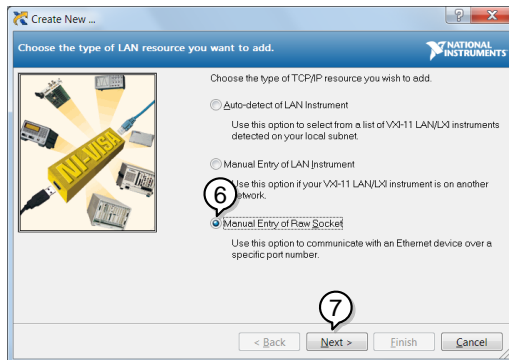 Create New ...
Choose the type of LAN resource you want to add.
NATIONAL
INSTRUMENTS
Choose the type of TCP/IP resource you wish to add.
Auto-detect of LAN Instrument
Use this option to select from a list of VXI-11 LAN/LXI instruments
detected on your local subnet.
Manual Entry of LAN Instrument
Use this option if your VXI-11 LAN/LXI instrument is on another
network.
6
Manual Entry of Raw Socket
Use this option to communicate with an Ethernet device over a
specific port number.
NI-VISA
7
< Back
Next >
Finish
Cancel